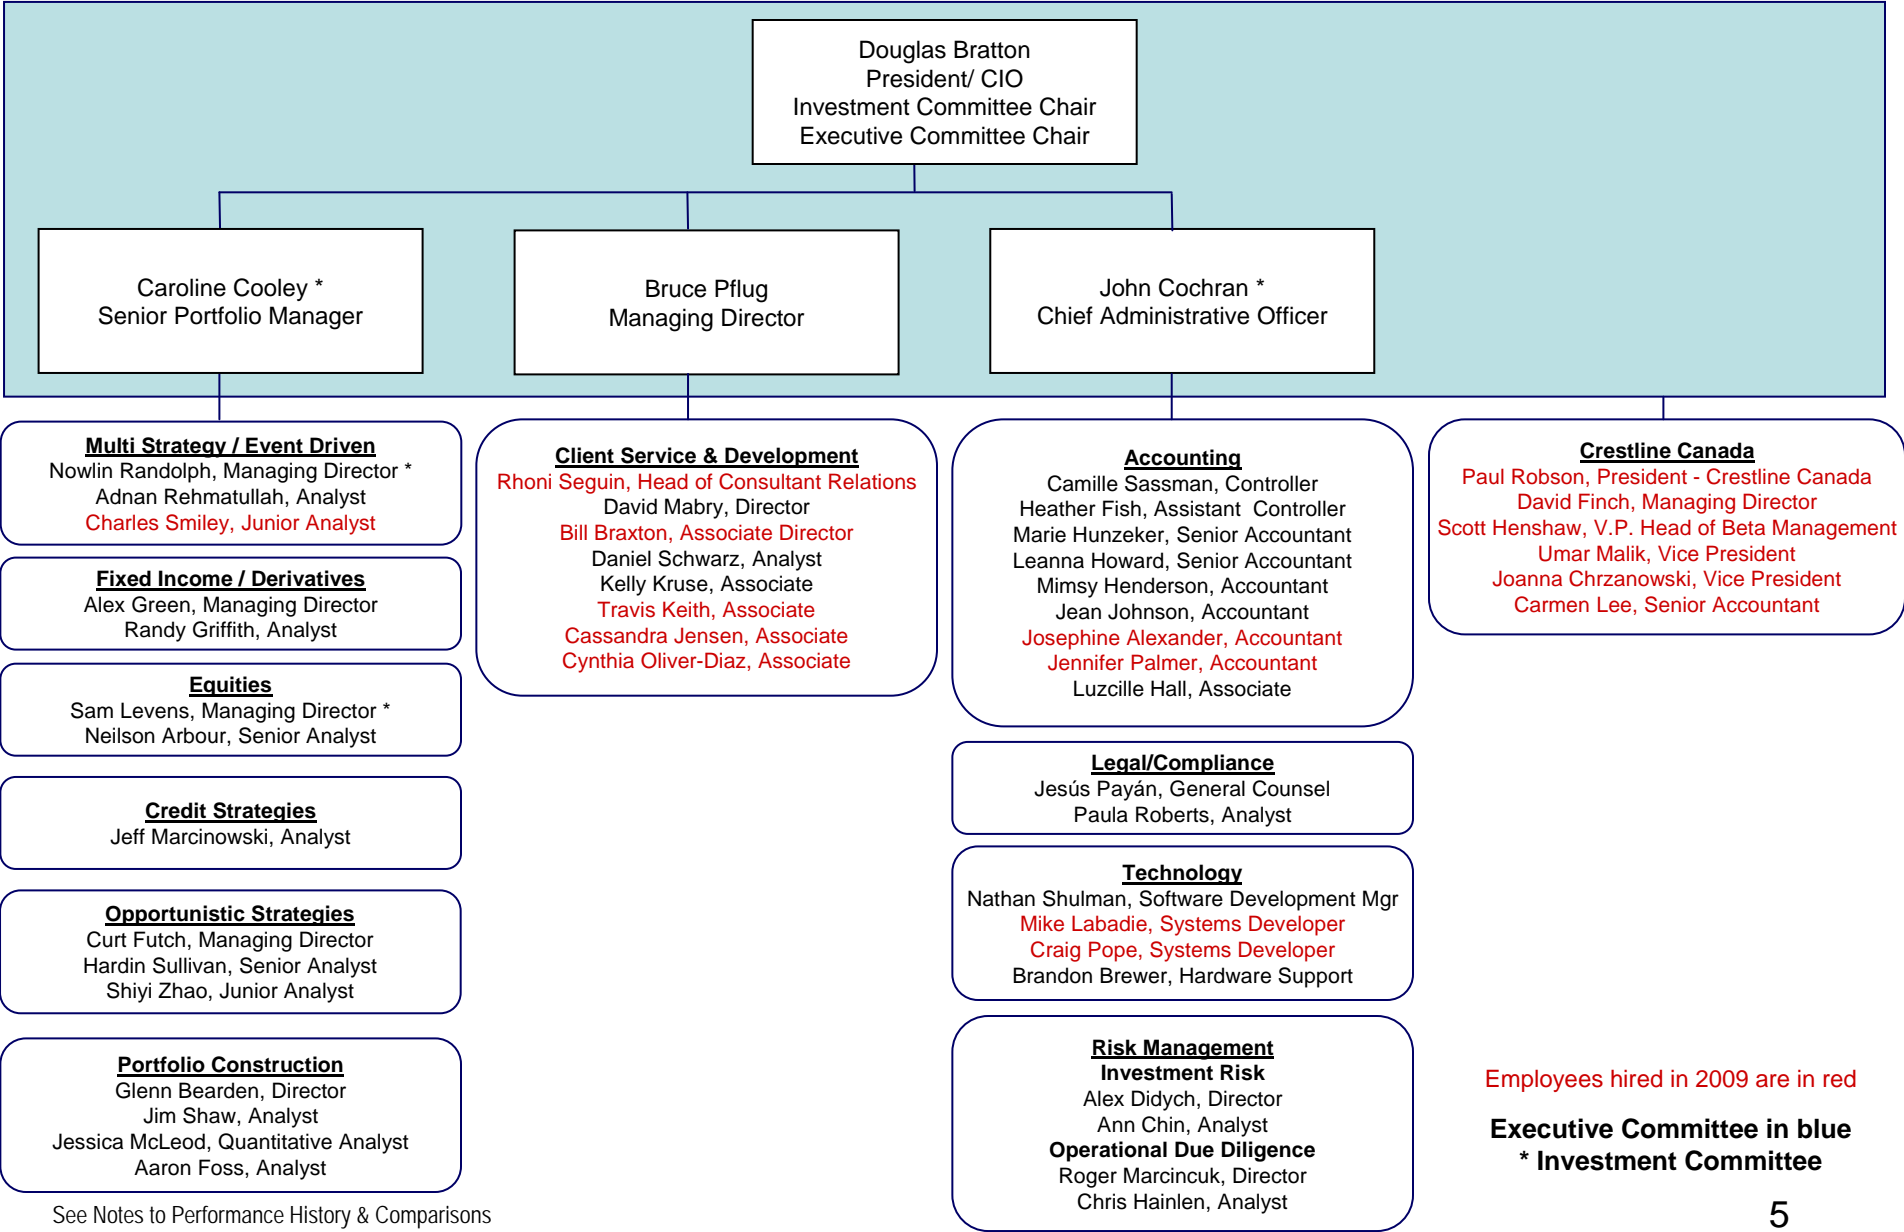 Douglas Bratton
President/ CIO
Investment Committee Chair
Executive Committee Chair
Caroline Cooley *
Senior Portfolio Manager
Bruce Pflug
Managing Director
John Cochran *
Chief Administrative Officer
Multi Strategy / Event Driven
Nowlin Randolph, Managing Director *
Adnan Rehmatullah, Analyst
Charles Smiley, Junior Analyst
Fixed Income / Derivatives
Alex Green, Managing Director
Randy Griffith, Analyst
Equities
Sam Levens, Managing Director *
Neilson Arbour, Senior Analyst
Credit Strategies
Jeff Marcinowski, Analyst
Opportunistic Strategies
Curt Futch, Managing Director
Hardin Sullivan, Senior Analyst
Shiyi Zhao, Junior Analyst
Portfolio Construction
Glenn Bearden, Director
Jim Shaw, Analyst
Jessica McLeod, Quantitative Analyst
Aaron Foss, Analyst
Client Service & Development
Rhoni Seguin, Head of Consultant Relations
David Mabry, Director
Bill Braxton, Associate Director
Daniel Schwarz, Analyst
Kelly Kruse, Associate
Travis Keith, Associate
Cassandra Jensen, Associate
Cynthia Oliver-Diaz, Associate
Accounting
Camille Sassman, Controller
Heather Fish, Assistant Controller
Marie Hunzeker, Senior Accountant
Leanna Howard, Senior Accountant
Mimsy Henderson, Accountant
Jean Johnson, Accountant
Josephine Alexander, Accountant
Jennifer Palmer, Accountant
Luzcille Hall, Associate
Legal/Compliance
Jesús Payán, General Counsel
Paula Roberts, Analyst
Technology
Nathan Shulman, Software Development Mgr
Mike Labadie, Systems Developer
Craig Pope, Systems Developer
Brandon Brewer, Hardware Support
Risk Management
Investment Risk
Alex Didych, Director
Ann Chin, Analyst
Operational Due Diligence
Roger Marcincuk, Director
Chris Hainlen, Analyst
Crestline Canada
Paul Robson, President - Crestline Canada
David Finch, Managing Director
Scott Henshaw, V.P. Head of Beta Management
Umar Malik, Vice President
Joanna Chrzanowski, Vice President
Carmen Lee, Senior Accountant
Employees hired in 2009 are in red
Executive Committee in blue
* Investment Committee
See Notes to Performance History & Comparisons
5